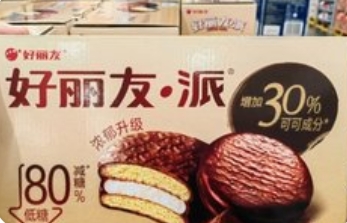 好丽友
好丽友·派
增加30%
可可成分*
浓郁升级
80%
减糖*
低糖